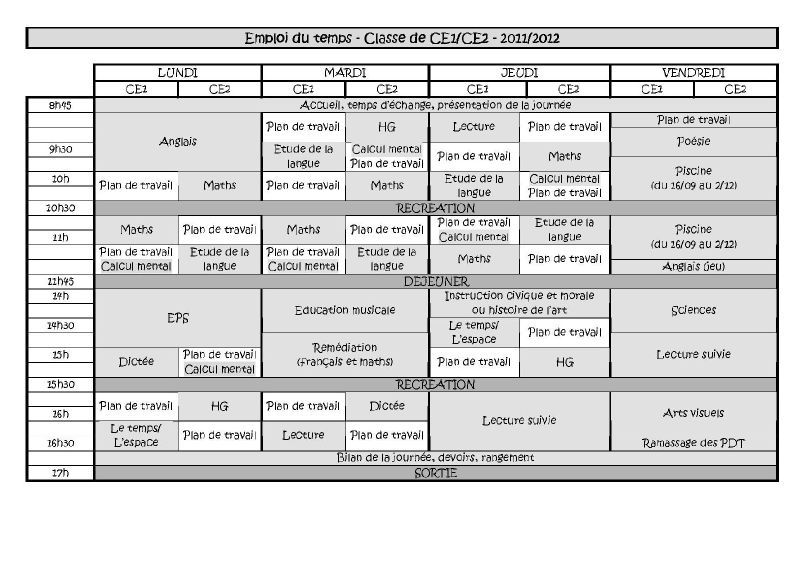 Emploi du temps - Classe de CE1/CE2 - 2011/2012
LUNDI MARDI JEUDI VENDREDI
CE1 CE2 CE1 CE2 CE1 CE2 CE1 CE2
8h45 Accueil, temps d'échange, présentation de la journée
Anglais Plan de travail HG Lecture Plan de travail Plan de travail
Poésie
9h30 Etude de la langue Calcul mental Plan de travail Plan de travail Maths
10h Plan de travail Maths Plan de travail Maths Etude de la langue Calcul mental Plan de travail Piscine (du 16/09 au 2/12)
10h30 RECREATION
11h Maths Plan de travail Maths Plan de travail Plan de travail Calcul mental Etude de la langue Piscine (du 16/09 au 2/12)
Plan de travail Calcul mental Etude de la langue Plan de travail Calcul mental Etude de la langue Maths Plan de travail Anglais (jeu)
11h45 DEJEUNER
14h EPS Education musicale Instruction civique et morale ou histoire de l'art Sciences
14h30 Le temps/ L'espace Plan de travail
15h Dictée Plan de travail Calcul mental Remédiation (français et maths) Plan de travail HG Lecture suivie
15h30 RECREATION
16h Plan de travail HG Plan de travail Dictée Lecture suivie Arts visuels
16h30 Le temps/ L'espace Plan de travail Lecture Plan de travail Ramassage des PDT
Bilan de la journée, devoirs, rangement
17h SORTIE